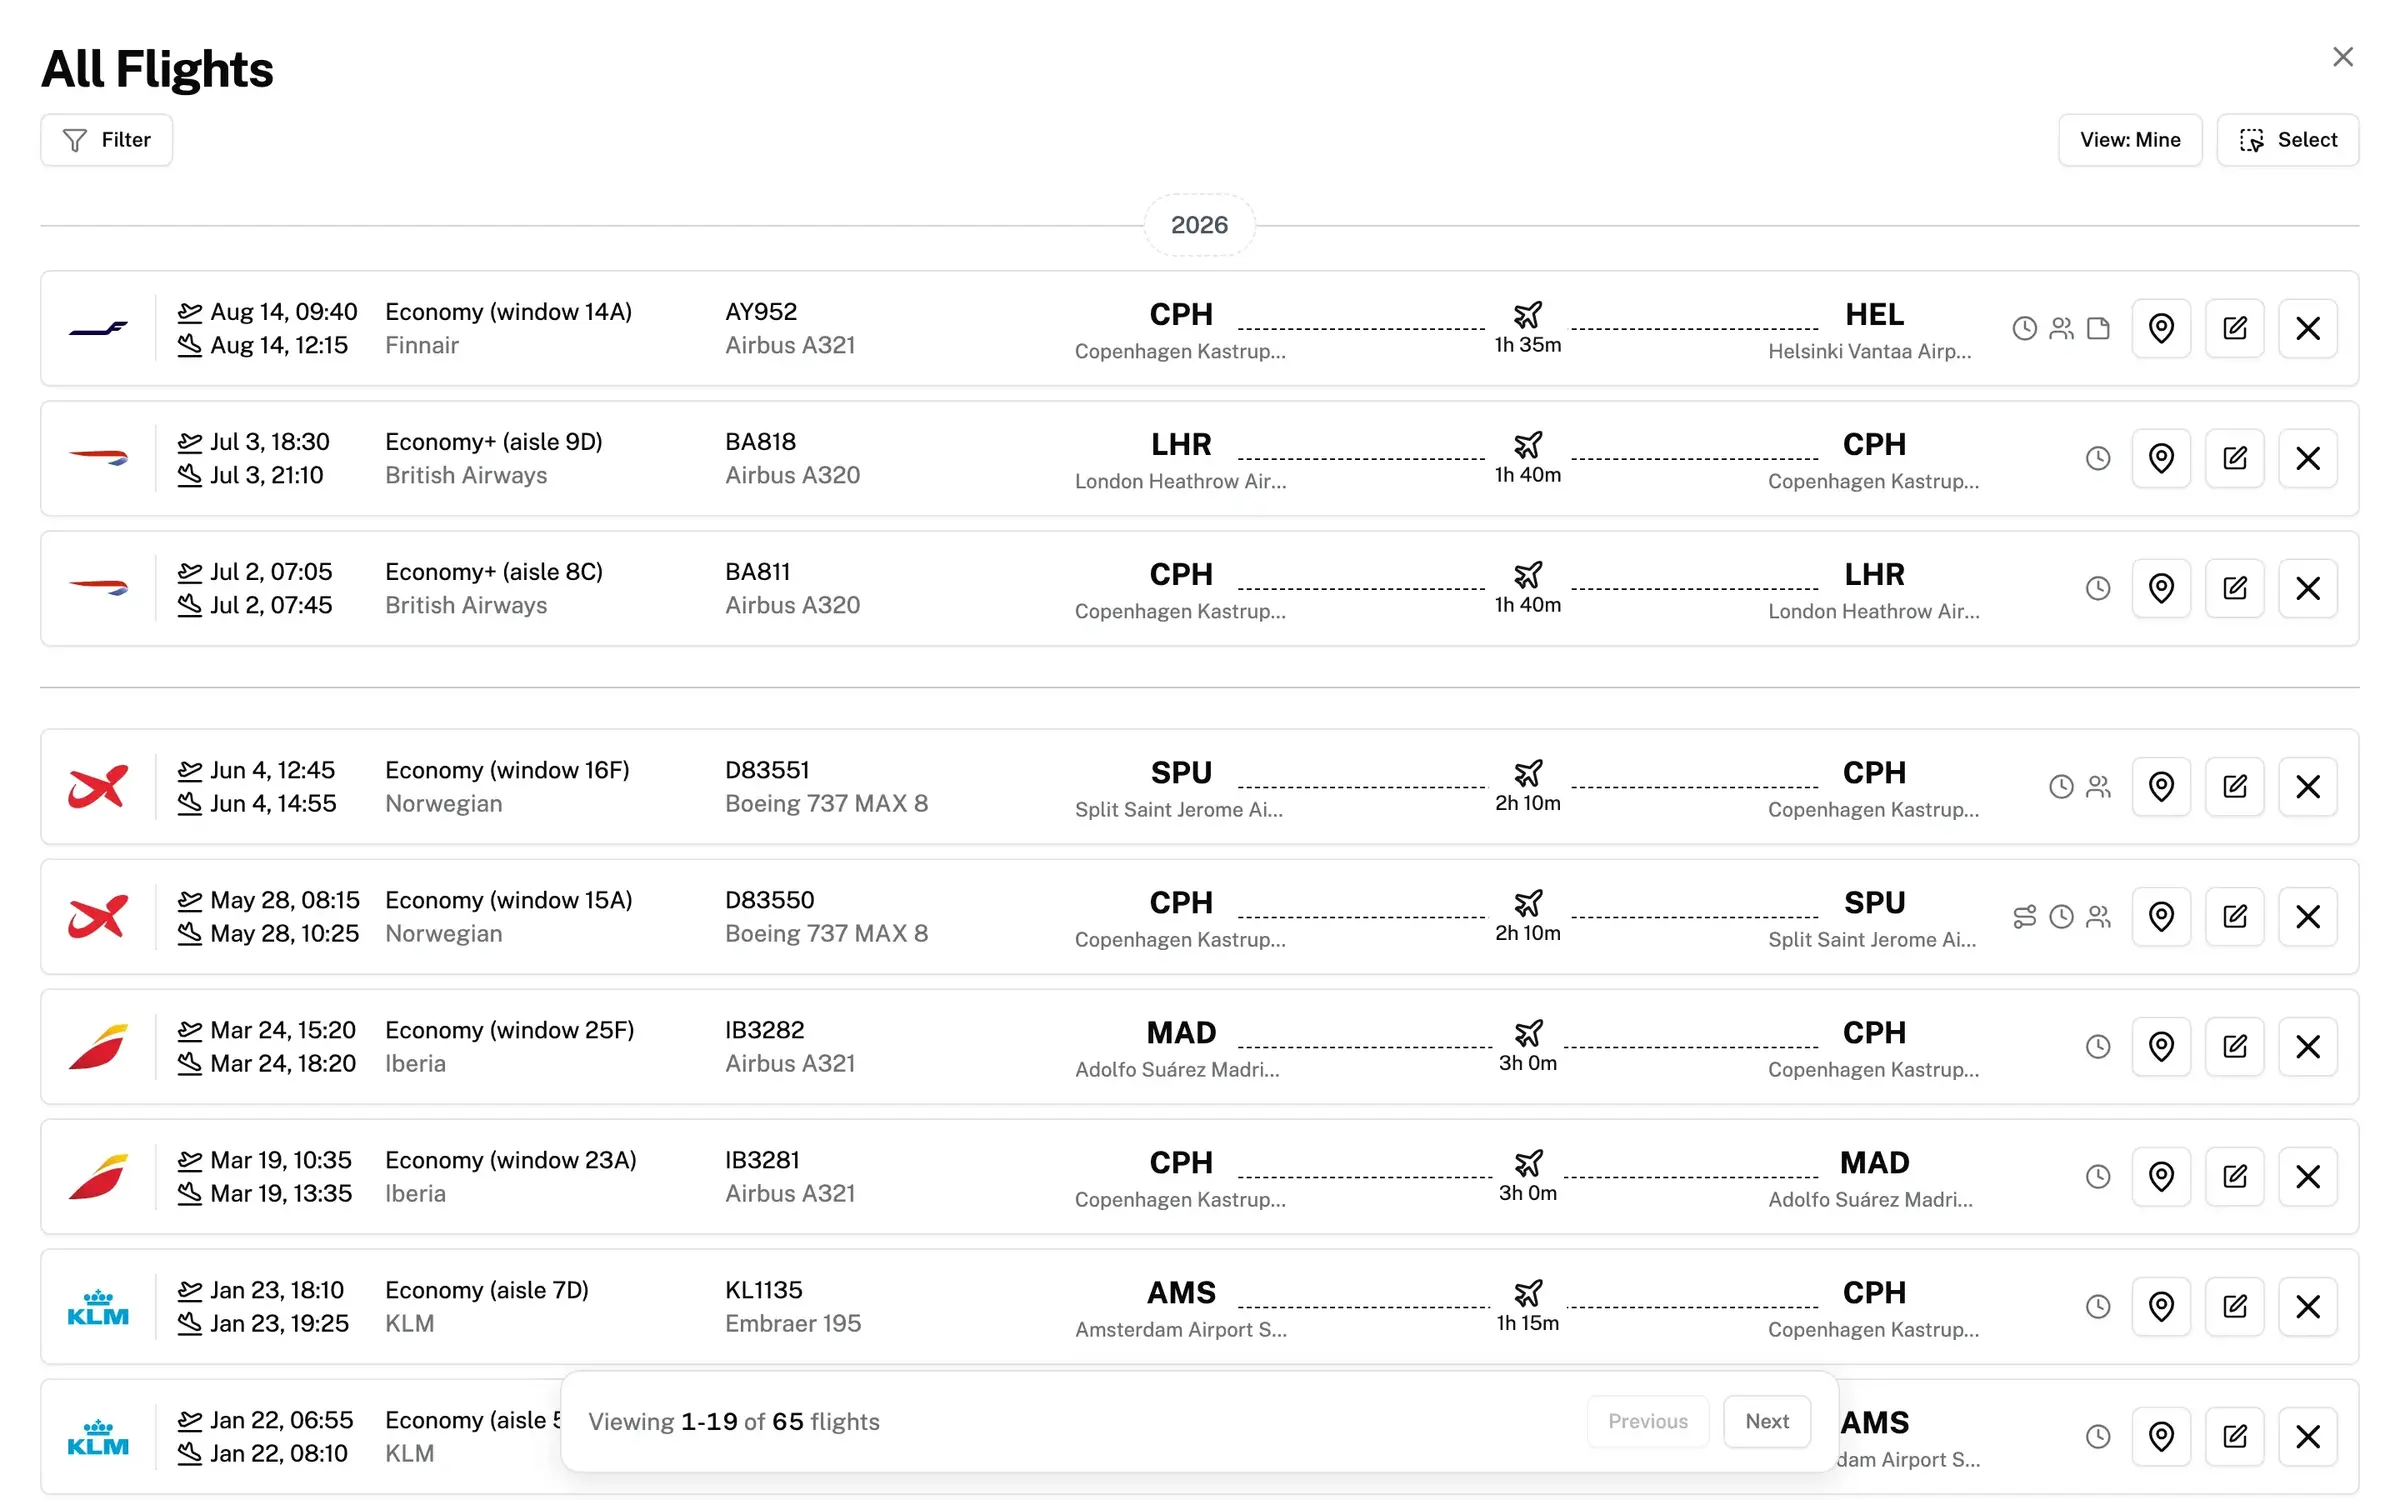 All Flights
Filter
View: Mine
Select
2026
Aug 14, 09:40 Economy (window 14A) AY952 CPH HEL
Aug 14, 12:15 Finnair Airbus A321 Copenhagen Kastrup... 1h 35m Helsinki Vantaa Airp...
Jul 3, 18:30 Economy+ (aisle 9D) BA818 LHR CPH
Jul 3, 21:10 British Airways Airbus A320 London Heathrow Air... 1h 40m Copenhagen Kastrup...
Jul 2, 07:05 Economy+ (aisle 8C) BA811 CPH LHR
Jul 2, 07:45 British Airways Airbus A320 Copenhagen Kastrup... 1h 40m London Heathrow Air...
Jun 4, 12:45 Economy (window 16F) D83551 SPU CPH
Jun 4, 14:55 Norwegian Boeing 737 MAX 8 Split Saint Jerome Ai... 2h 10m Copenhagen Kastrup...
May 28, 08:15 Economy (window 15A) D83550 CPH SPU
May 28, 10:25 Norwegian Boeing 737 MAX 8 Copenhagen Kastrup... 2h 10m Split Saint Jerome Ai...
Mar 24, 15:20 Economy (window 25F) IB3282 MAD CPH
Mar 24, 18:20 Iberia Airbus A321 Adolfo Suárez Madri... 3h 0m Copenhagen Kastrup...
Mar 19, 10:35 Economy (window 23A) IB3281 CPH MAD
Mar 19, 13:35 Iberia Airbus A321 Copenhagen Kastrup... 3h 0m Adolfo Suárez Madri...
KLM Jan 23, 18:10 Economy (aisle 7D) KL1135 AMS CPH
Jan 23, 19:25 KLM Embraer 195 Amsterdam Airport S... 1h 15m Copenhagen Kastrup...
KLM Jan 22, 06:55 Economy (aisle AMS
Jan 22, 08:10 KLM dam Airport S...
Viewing 1-19 of 65 flights Previous Next